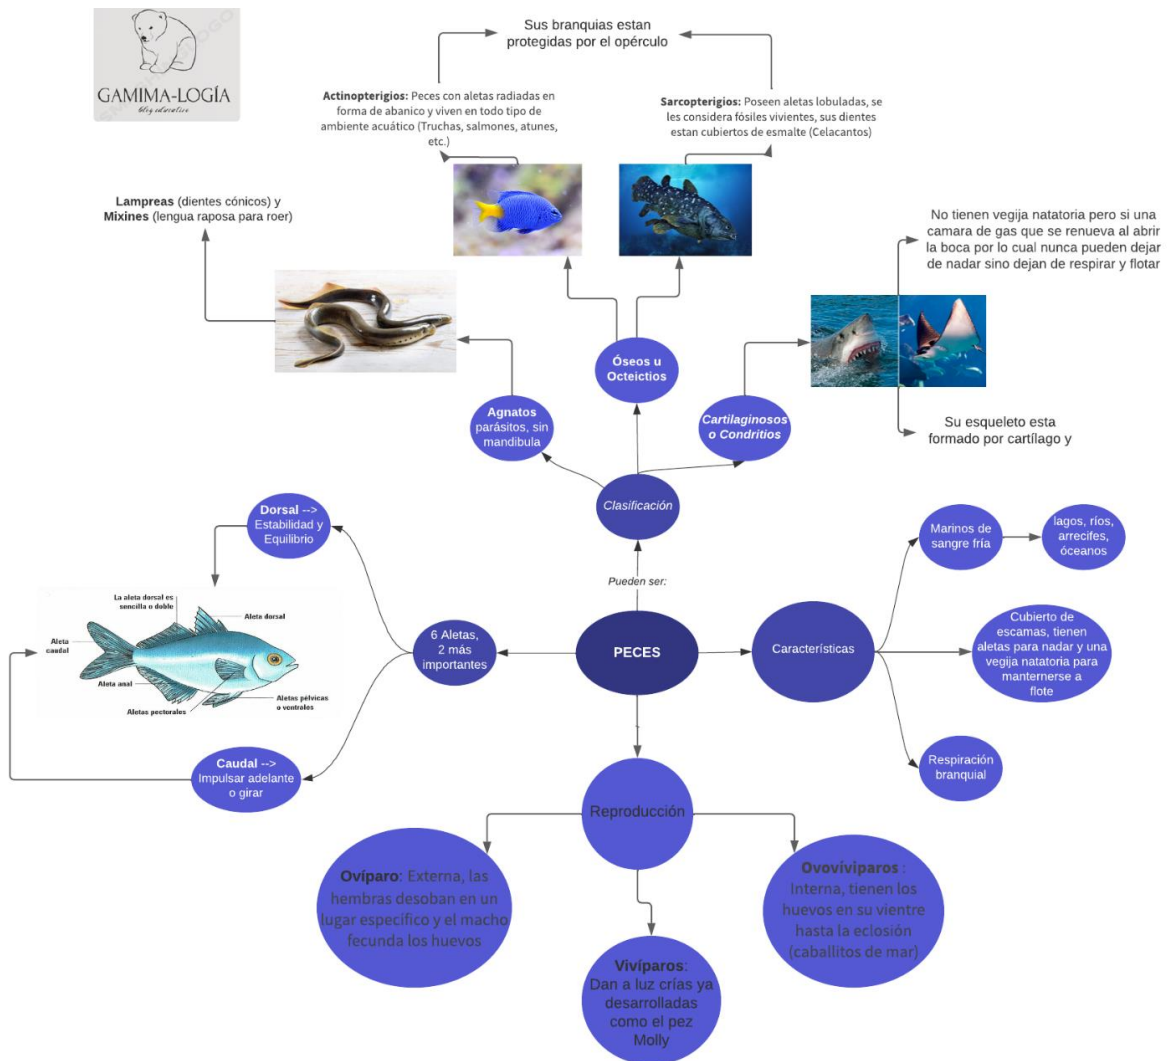 GAMIMA-LOGÍA
blog educativo
Sus branquias estan
protegidas por el opérculo
Actinopterigios: Peces con aletas radiadas en
forma de abanico y viven en todo tipo de
ambiente acuático (Truchas, salmones, atunes,
etc.)
Sarcopterigios: Poseen aletas lobuladas, se
les considera fósiles vivientes, sus dientes
estan cubiertos de esmalte (Celacantos)
Lampreas (dientes cónicos) y
Mixines (lengua raposa para roer)
No tienen vegija natatoria pero si una
camara de gas que se renueva al abrir
la boca por lo cual nunca pueden dejar
de nadar sino dejan de respirar y flotar
Óseos u
Octeictios
Agnatos
parásitos, sin
mandibula
Cartilaginosos
o Condritios
Su esqueleto esta
formado por cartílago y
Clasificación
Dorsal -->
Estabilidad y
Equilibrio
Marinos de
sangre fría
lagos, ríos,
arrecifes,
óceanos
Pueden ser:
La aleta dorsal es
sencilla o doble
Aleta dorsal
Aleta
caudal
Aleta anal
Aletas pectorales
Aletas pélvicas
o ventrales
6 Aletas,
2 más
importantes
PECES
Características
Cubierto de
escamas, tienen
aletas para nadar y una
vegija natatoria para
manternerse a
flote
Caudal -->
Impulsar adelante
o girar
Respiración
branquial
Reproducción
Ovíparo: Externa, las
hembras desoban en un
lugar específico y el macho
fecunda los huevos
Ovovíviparos :
Interna, tienen los
huevos en su vientre
hasta la eclosión
(caballitos de mar)
Vivíparos:
Dan a luz crías ya
desarrolladas
como el pez
Molly